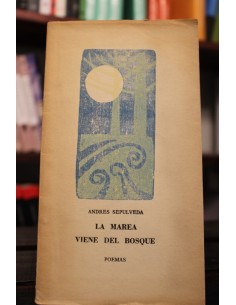 ANDRES SEPULVEDA
LA MAREA
VIENE DEL BOSQUE
POEMAS